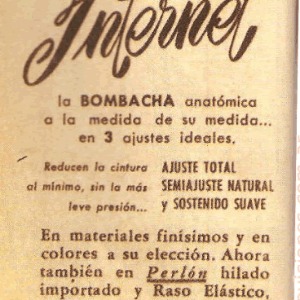 Internet
la BOMBACHA anatómica
a la medida de su medida...
en 3 ajustes ideales.
Reducen la cintura AJUSTE TOTAL
al mínimo, sin la más SEMIAJUSTE NATURAL
leve presión... y SOSTENIDO SUAVE
En materiales finísimos y en
colores a su elección. Ahora
también en Perlón hilado
importado y Raso Elástico,